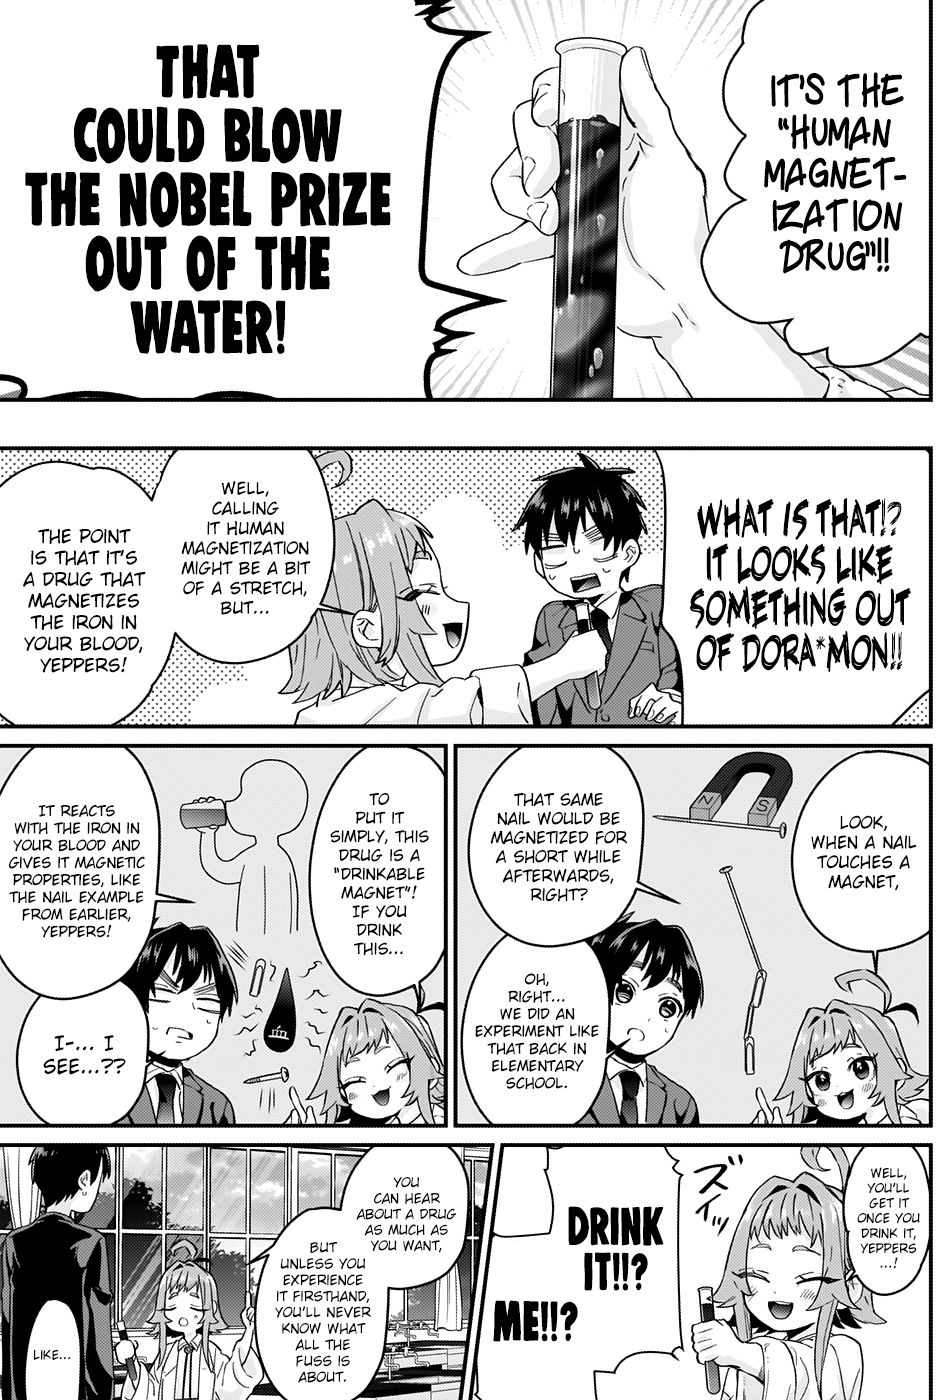 IT'S THE
"HUMAN
MAGNET-
IZATION
DRUG"!!
THAT
COULD BLOW
THE NOBEL PRIZE
OUT OF THE
WATER!
WHAT IS THAT!?
IT LOOKS LIKE
SOMETHING OUT
OF DORA*MON!!
WELL,
CALLING
IT HUMAN
MAGNETIZATION
MIGHT BE A BIT
OF A STRETCH,
BUT...
THE POINT
IS THAT IT'S
A DRUG THAT
MAGNETIZES
THE IRON IN
YOUR BLOOD,
YEPPERS!
LOOK,
WHEN A NAIL
TOUCHES A
MAGNET,
N S
THAT SAME
NAIL WOULD BE
MAGNETIZED FOR
A SHORT WHILE
AFTERWARDS,
RIGHT?
OH,
RIGHT...
WE DID AN
EXPERIMENT LIKE
THAT BACK IN
ELEMENTARY
SCHOOL.
TO
PUT IT
SIMPLY, THIS
DRUG IS A
"DRINKABLE
MAGNET"!
IF YOU
DRINK
THIS...
IT REACTS
WITH THE IRON IN
YOUR BLOOD AND
GIVES IT MAGNETIC
PROPERTIES, LIKE
THE NAIL EXAMPLE
FROM EARLIER,
YEPPERS!
血
I-... I
SEE...??
WELL,
YOU'LL
GET IT
ONCE YOU
DRINK IT,
YEPPERS
...!
ズイッ
DRINK
IT!!?
ME!!?
YOU
CAN HEAR
ABOUT A DRUG
AS MUCH AS
YOU WANT,
BUT
UNLESS YOU
EXPERIENCE
IT FIRSTHAND,
YOU'LL NEVER
KNOW WHAT
ALL THE
FUSS IS
ABOUT.
LIKE...